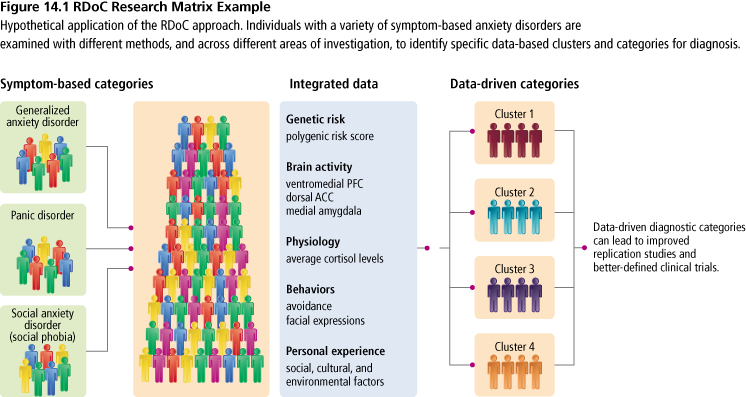 Figure 14.1 RDoC Research Matrix Example
Hypothetical application of the RDoC approach. Individuals with a variety of symptom-based anxiety disorders are
examined with different methods, and across different areas of investigation, to identify specific data-based clusters and categories for diagnosis.
Symptom-based categories
Generalized
anxiety disorder
Panic disorder
Social anxiety
disorder
(social phobia)
Integrated data
Genetic risk
polygenic risk score
Brain activity
ventromedial PFC
dorsal ACC
medial amygdala
Physiology
average cortisol levels
Behaviors
avoidance
facial expressions
Personal experience
social, cultural, and
environmental factors
Data-driven categories
Cluster 1
Cluster 2
Cluster 3
Cluster 4
Data-driven diagnostic categories
can lead to improved
replication studies and
better-defined clinical trials.